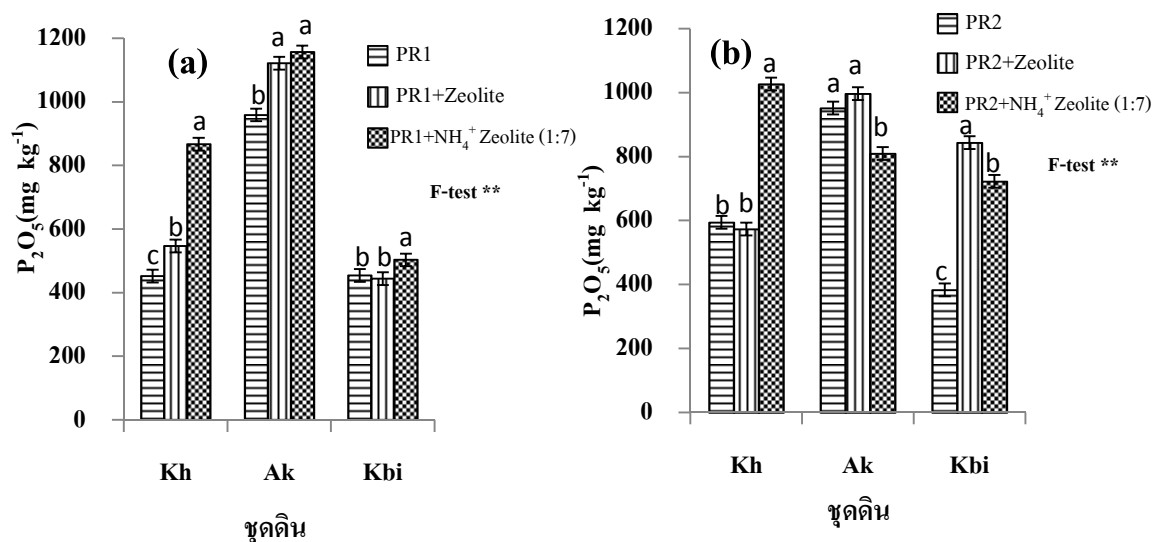 (a)
1200
1000
800
600
400
200
0
P₂O₅(mg kg⁻¹)
PR1
PR1+Zeolite
PR1+NH₄⁺ Zeolite (1:7)
F-test **
c b a
b a a
b b a
Kh Ak Kbi
ชุดดิน
(b)
1200
1000
800
600
400
200
0
P₂O₅(mg kg⁻¹)
PR2
PR2+Zeolite
PR2+NH₄⁺ Zeolite (1:7)
F-test **
b b a
a a b
c a b
Kh Ak Kbi
ชุดดิน